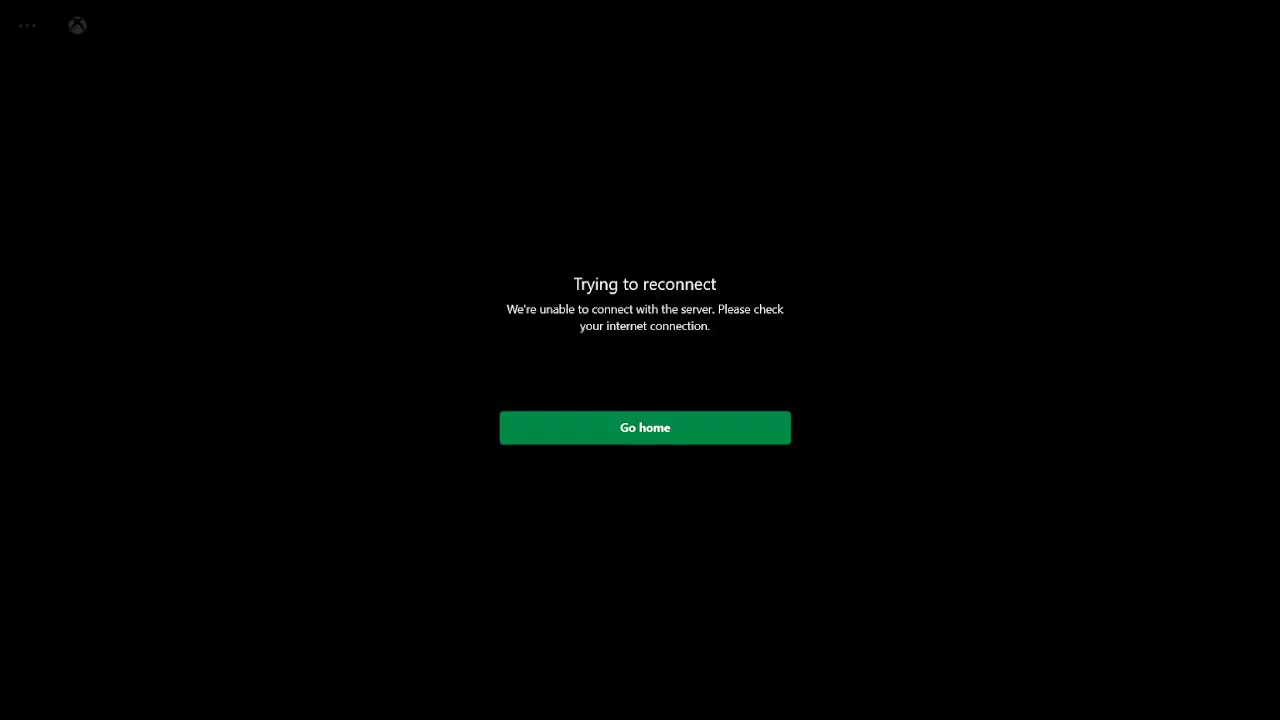 Trying to reconnect
We're unable to connect with the server. Please check
your internet connection.
Go home